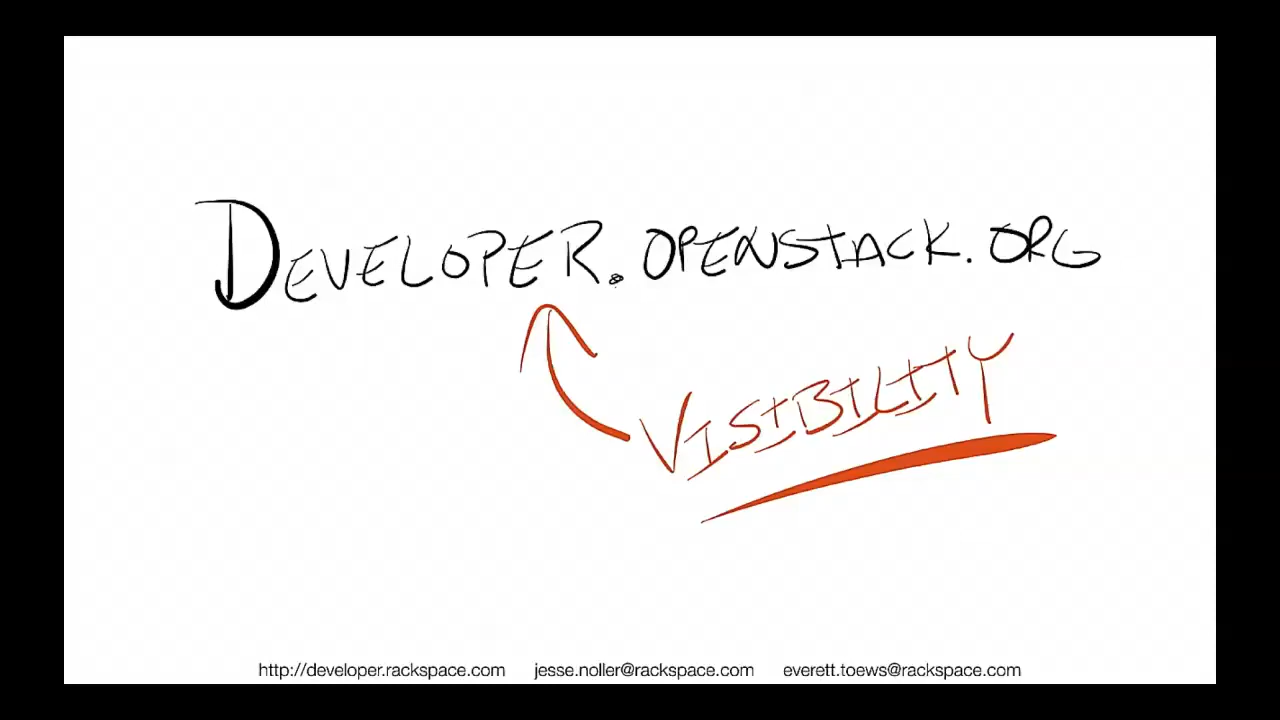 DEVELOPER.OPENSTACK.ORG
VISIBILITY
http://developer.rackspace.com jesse.noller@rackspace.com everett.toews@rackspace.com